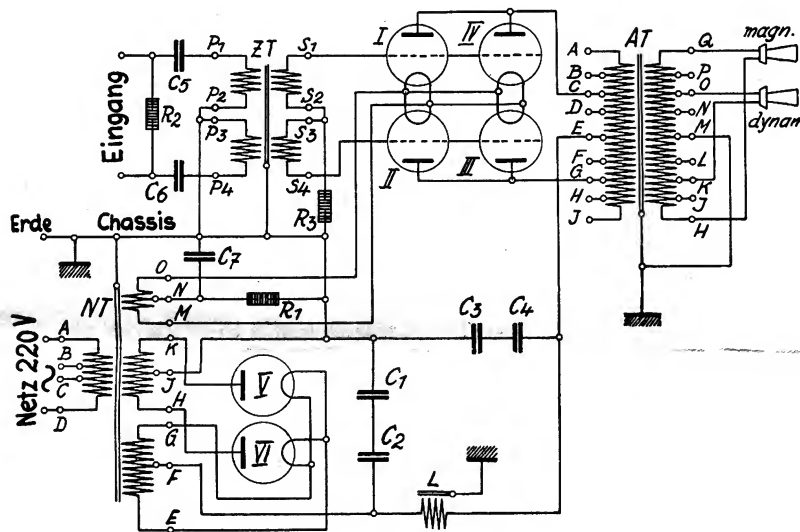 P1 ZT S1 I IV AT Q magn.
Eingang C5 R2 P2 P3 S2 S3
C6 P4 S4 II III R3
A B C D E F G H J
P O N M L K J H
dynam
Erde Chassis
C7
O N M R1
NT
Netz 220 V
A B C D
K J H G F E
V
VI
C1 C2 C3 C4
L